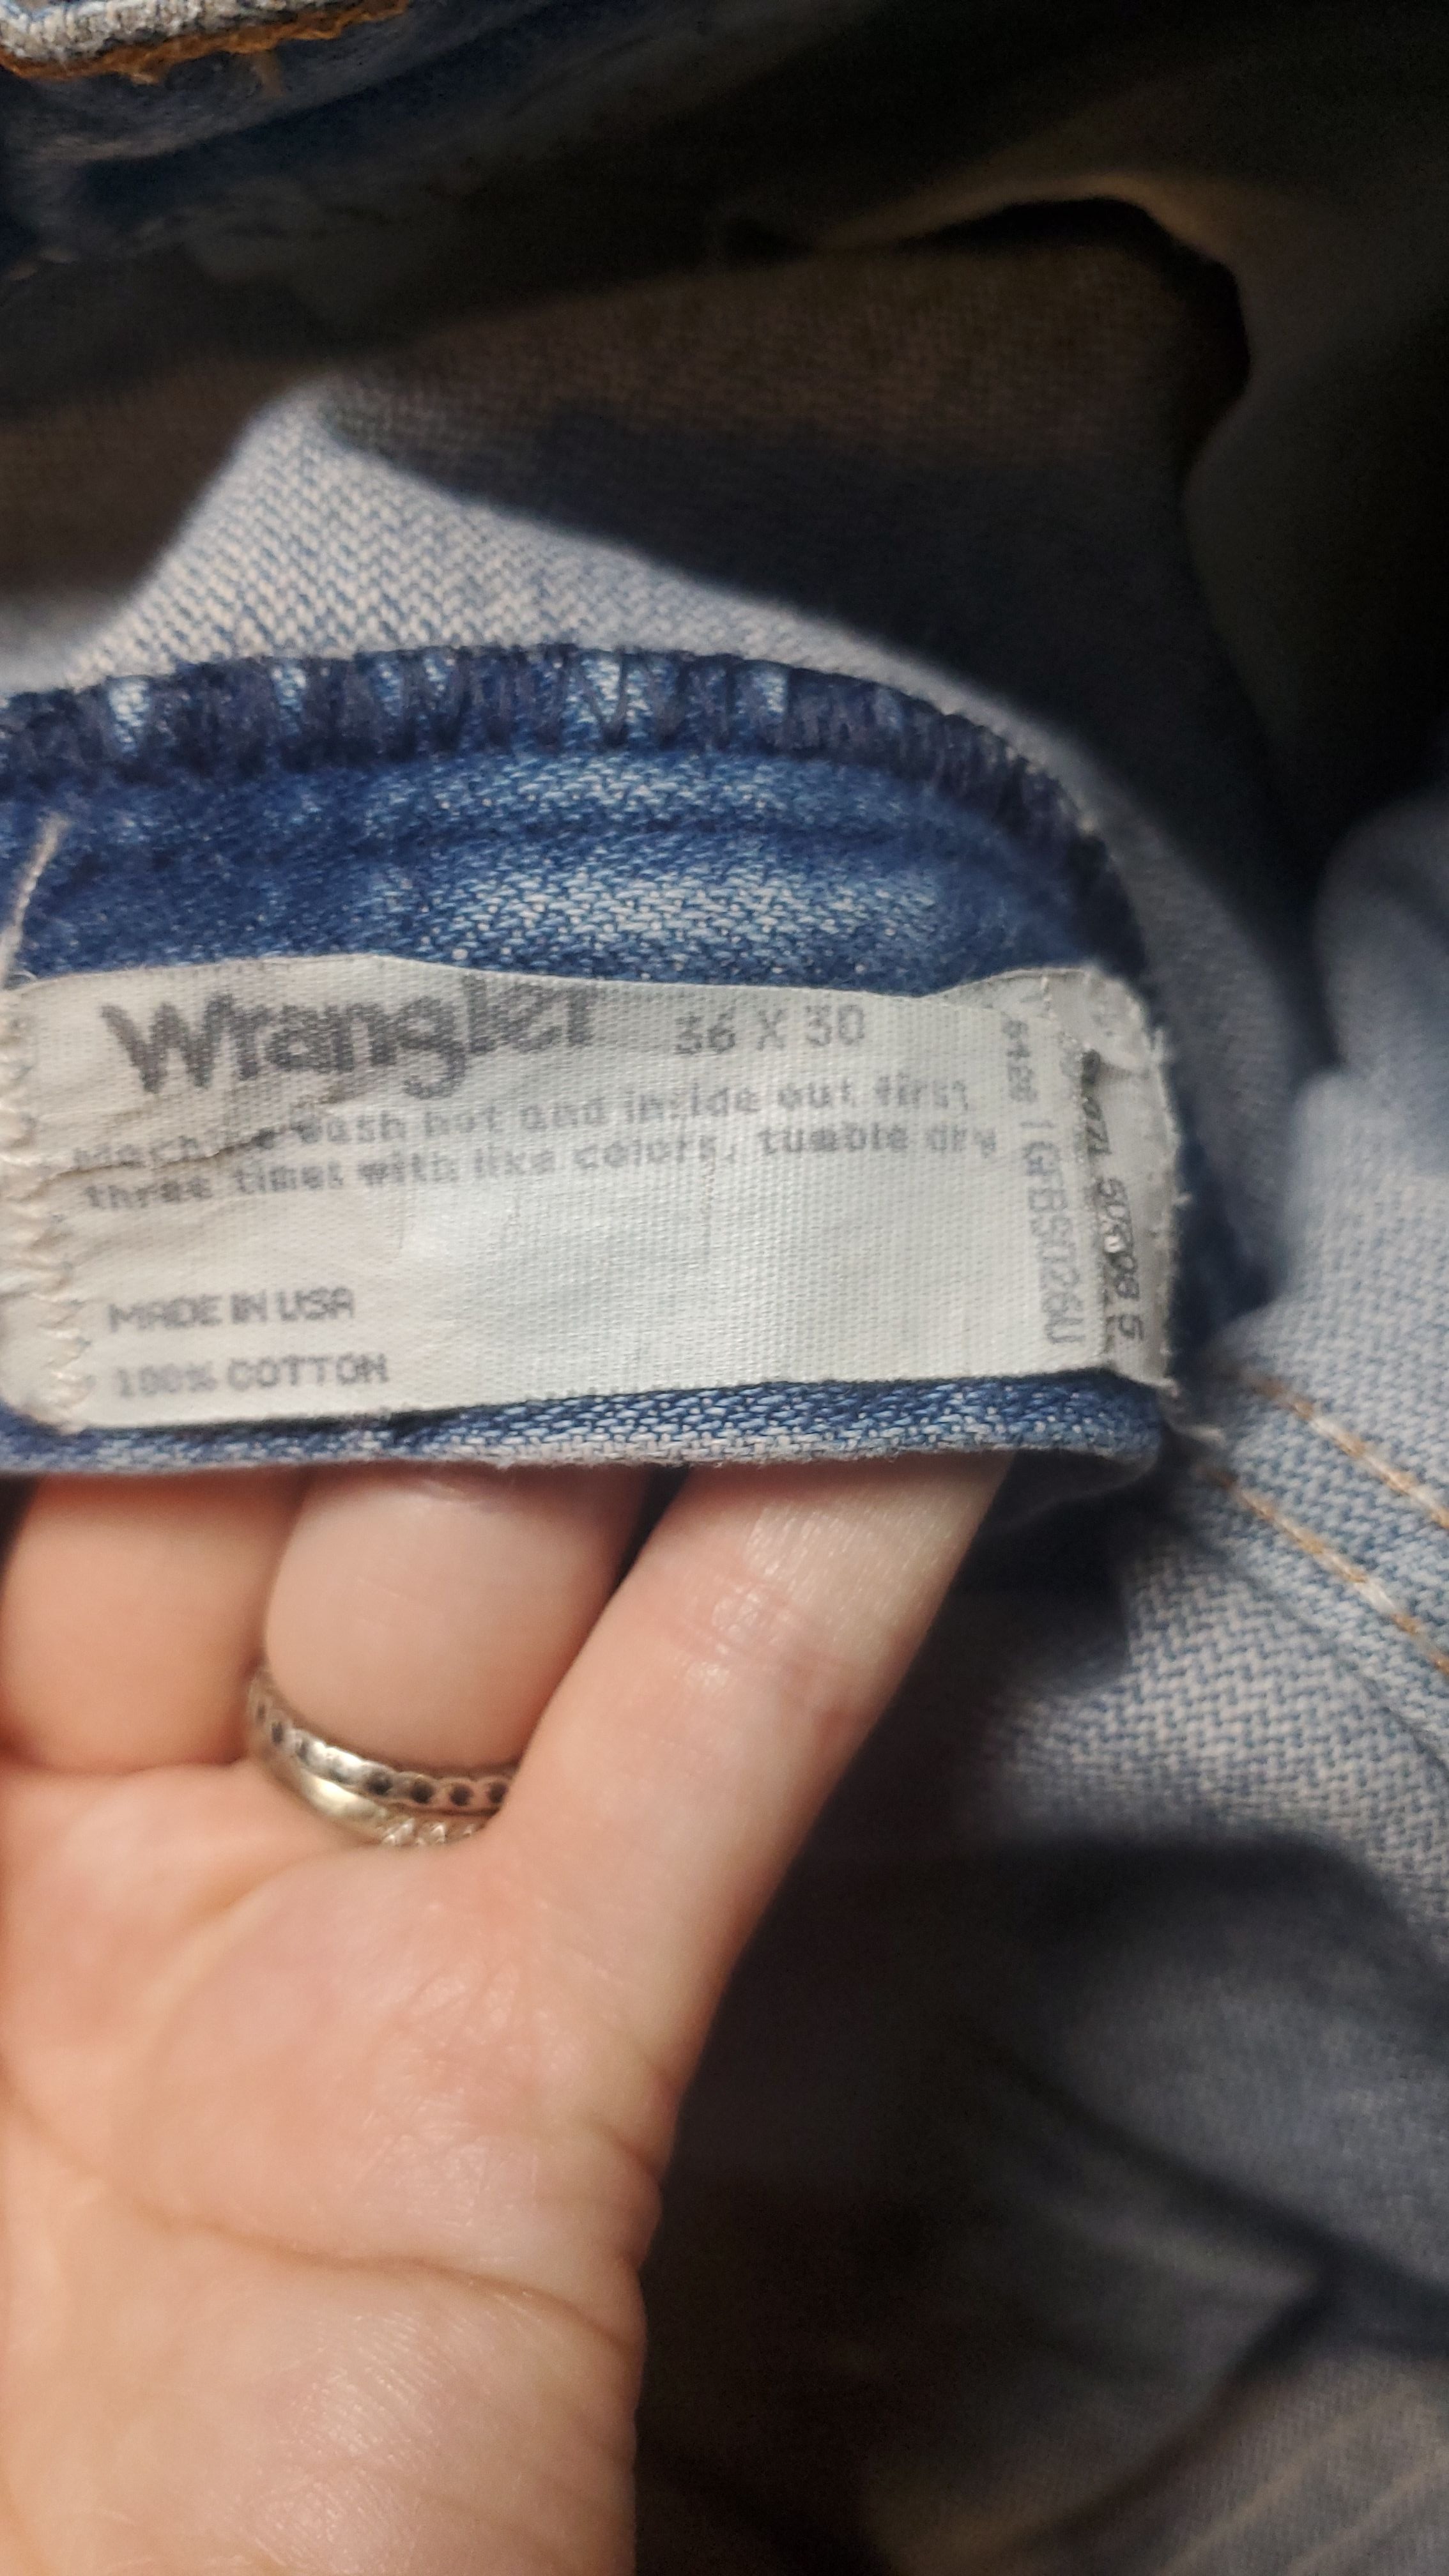 Wrangler 36 X 30
Machine wash hot and inside out first
three times with like colors, tumble dry
MADE IN USA
100% COTTON